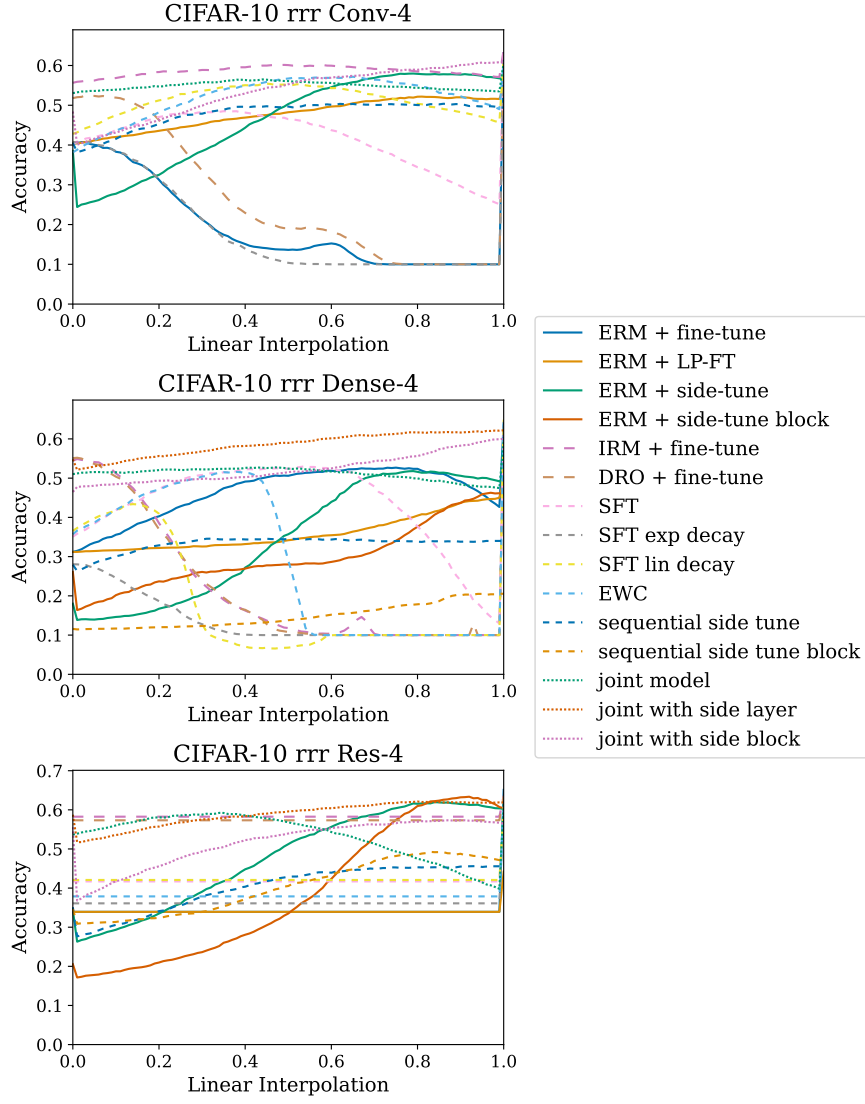 CIFAR-10 rrr Conv-4
0.6
0.5
0.4
0.3
0.2
0.1
0.0
Accuracy
0.0 0.2 0.4 0.6 0.8 1.0
Linear Interpolation
CIFAR-10 rrr Dense-4
0.6
0.5
0.4
0.3
0.2
0.1
0.0
Accuracy
0.0 0.2 0.4 0.6 0.8 1.0
Linear Interpolation
CIFAR-10 rrr Res-4
0.7
0.6
0.5
0.4
0.3
0.2
0.1
0.0
Accuracy
0.0 0.2 0.4 0.6 0.8 1.0
Linear Interpolation
ERM + fine-tune
ERM + LP-FT
ERM + side-tune
ERM + side-tune block
IRM + fine-tune
DRO + fine-tune
SFT
SFT exp decay
SFT lin decay
EWC
sequential side tune
sequential side tune block
joint model
joint with side layer
joint with side block